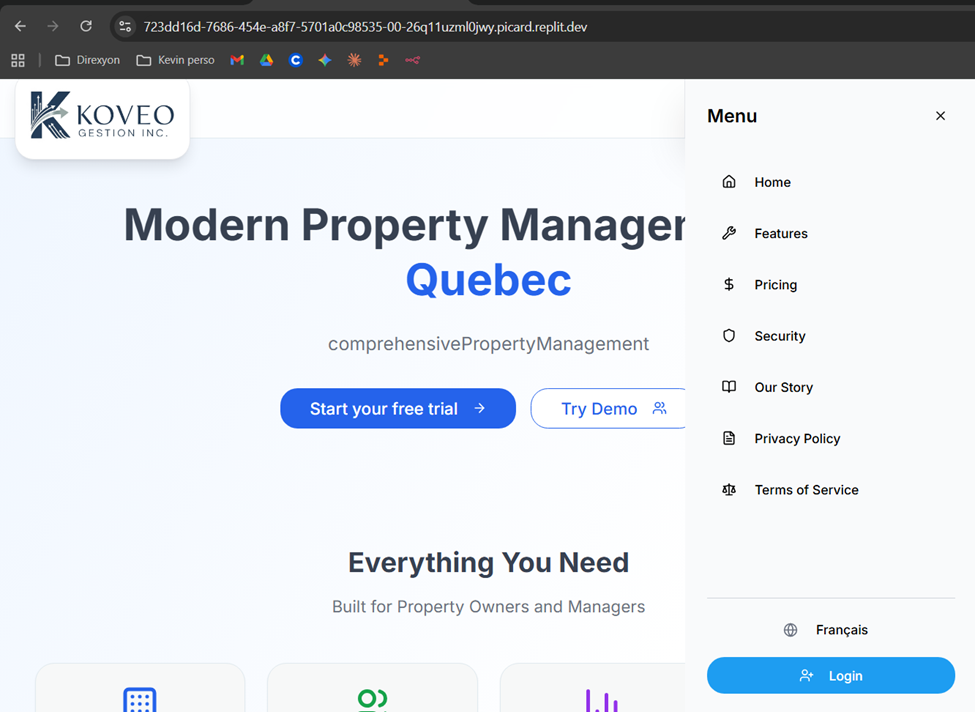 723dd16d-7686-454e-a8f7-5701a0c98535-00-26q11uzml0jwy.picard.replit.dev
Direxyon
Kevin perso
KOVEO
GESTION INC.
Modern Property Manager
Quebec
comprehensivePropertyManagement
Start your free trial
Try Demo
Everything You Need
Built for Property Owners and Managers
Menu
Home
Features
Pricing
Security
Our Story
Privacy Policy
Terms of Service
Français
Login